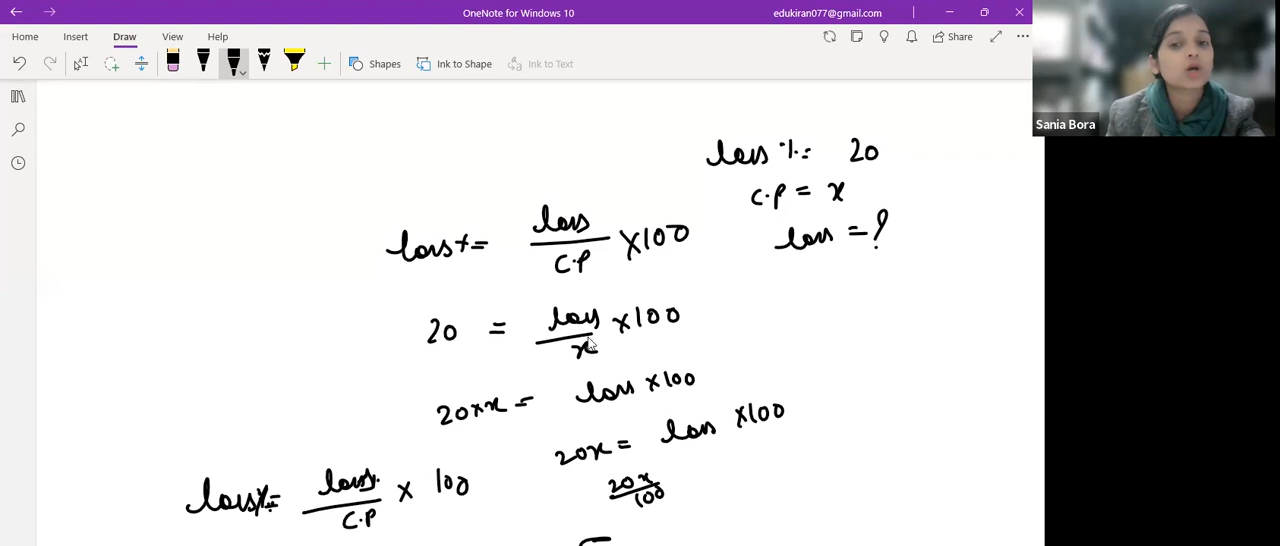 OneNote for Windows 10
edukiran077@gmail.com
Home Insert Draw View Help
Share
Shapes Ink to Shape Ink to Text
Sania Bora
loss %= 20
C.P = x
loss = ?
loss %= loss/C.P ×100
20 = loss/x ×100
20×x = loss ×100
20x = loss ×100
20x/100
loss%= loss/C.P × 100